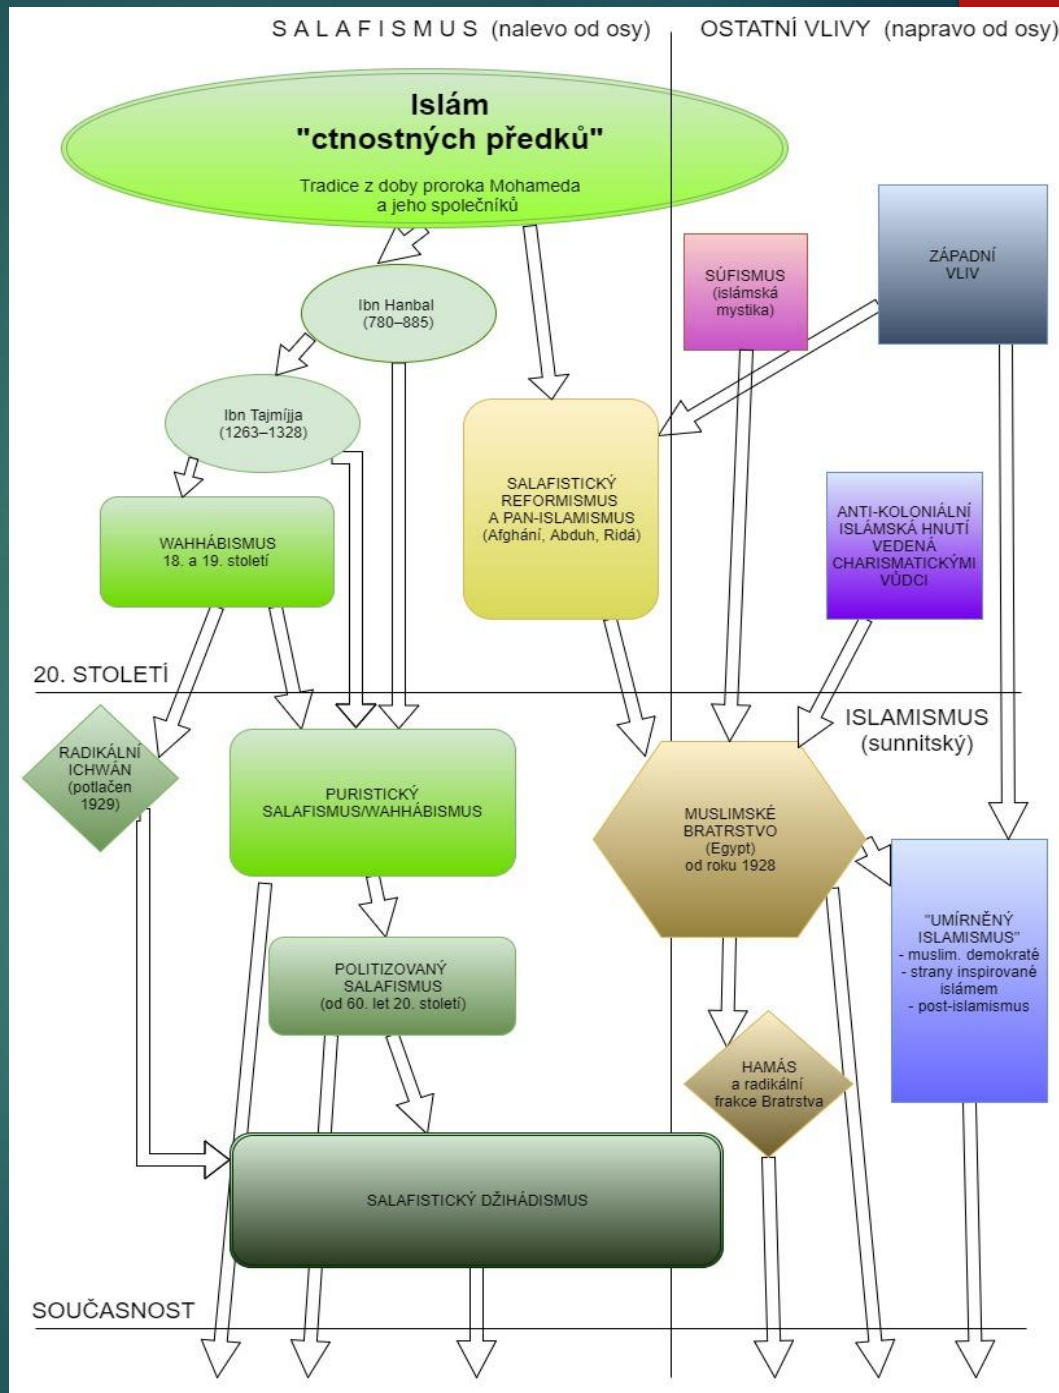 S A L A F I S M U S (nalevo od osy)
OSTATNÍ VLIVY (napravo od osy)
Islám
"ctnostných předků"
Tradice z doby proroka Mohameda
a jeho společníků
SÚFISMUS
(islámská
mystika)
ZÁPADNÍ
VLIV
Ibn Hanbal
(780–885)
Ibn Tajmíjja
(1263–1328)
SALAFISTICKÝ
REFORMISMUS
A PAN-ISLAMISMUS
(Afghání, Abduh, Ridá)
ANTI-KOLONIÁLNÍ
ISLÁMSKÁ HNUTÍ
VEDENÁ
CHARISMATICKÝMI
VŮDCI
WAHHÁBISMUS
18. a 19. století
20. STOLETÍ
ISLAMISMUS
(sunnitský)
RADIKÁLNÍ
ICHWÁN
(potlačen
1929)
PURISTICKÝ
SALAFISMUS/WAHHÁBISMUS
MUSLIMSKÉ
BRATRSTVO
(Egypt)
od roku 1928
"UMÍRNĚNÝ
ISLAMISMUS"
- muslim. demokraté
- strany inspirované
islámem
- post-islamismus
POLITIZOVANÝ
SALAFISMUS
(od 60. let 20. století)
HAMÁS
a radikální
frakce Bratrstva
SALAFISTICKÝ DŽIHÁDISMUS
SOUČASNOST